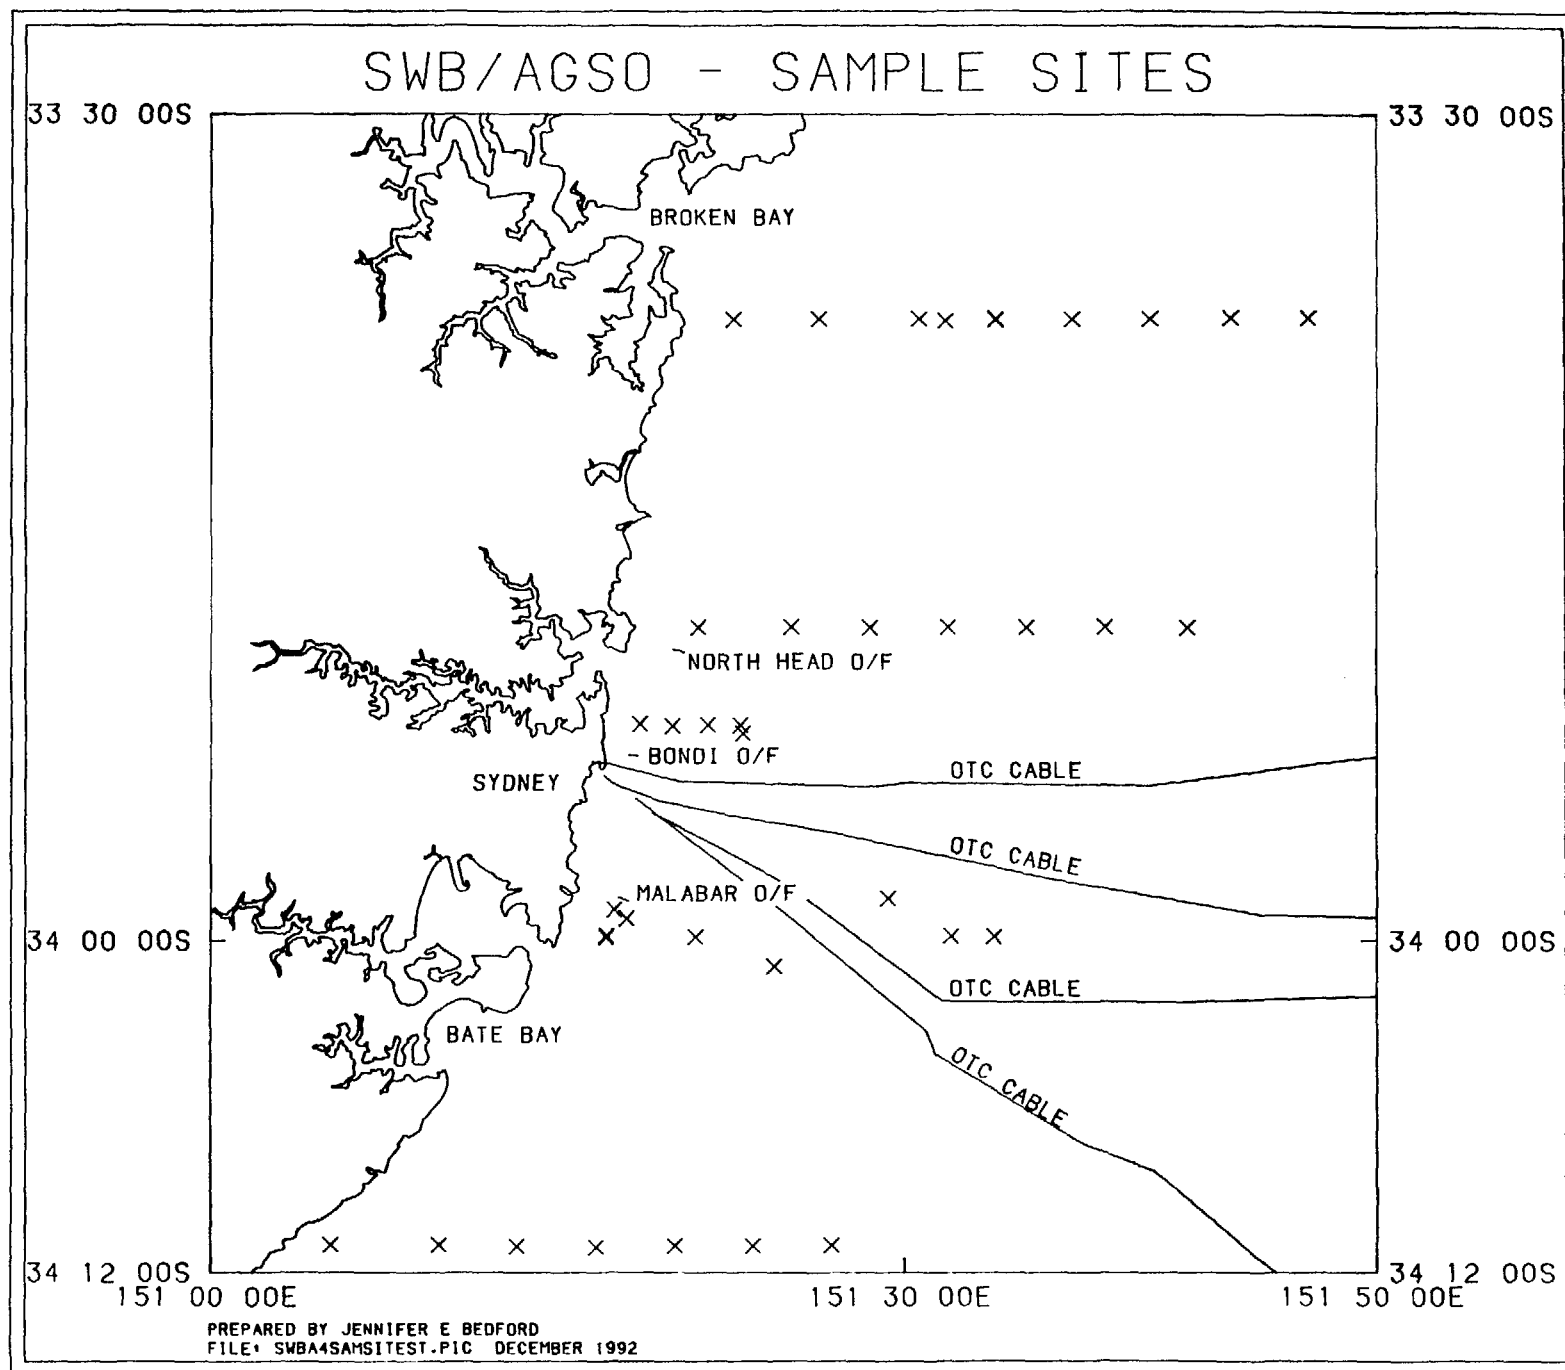 SWB/AGSO - SAMPLE SITES
33 30 00S
33 30 00S
BROKEN BAY
NORTH HEAD O/F
BONDI O/F
SYDNEY
OTC CABLE
OTC CABLE
MALABAR O/F
34 00 00S
34 00 00S
OTC CABLE
BATE BAY
OTC CABLE
34 12 00S
34 12 00S
151 00 00E
151 30 00E
151 50 00E
PREPARED BY JENNIFER E BEDFORD
FILE: SWBA4SAMSITEST.PIC DECEMBER 1992